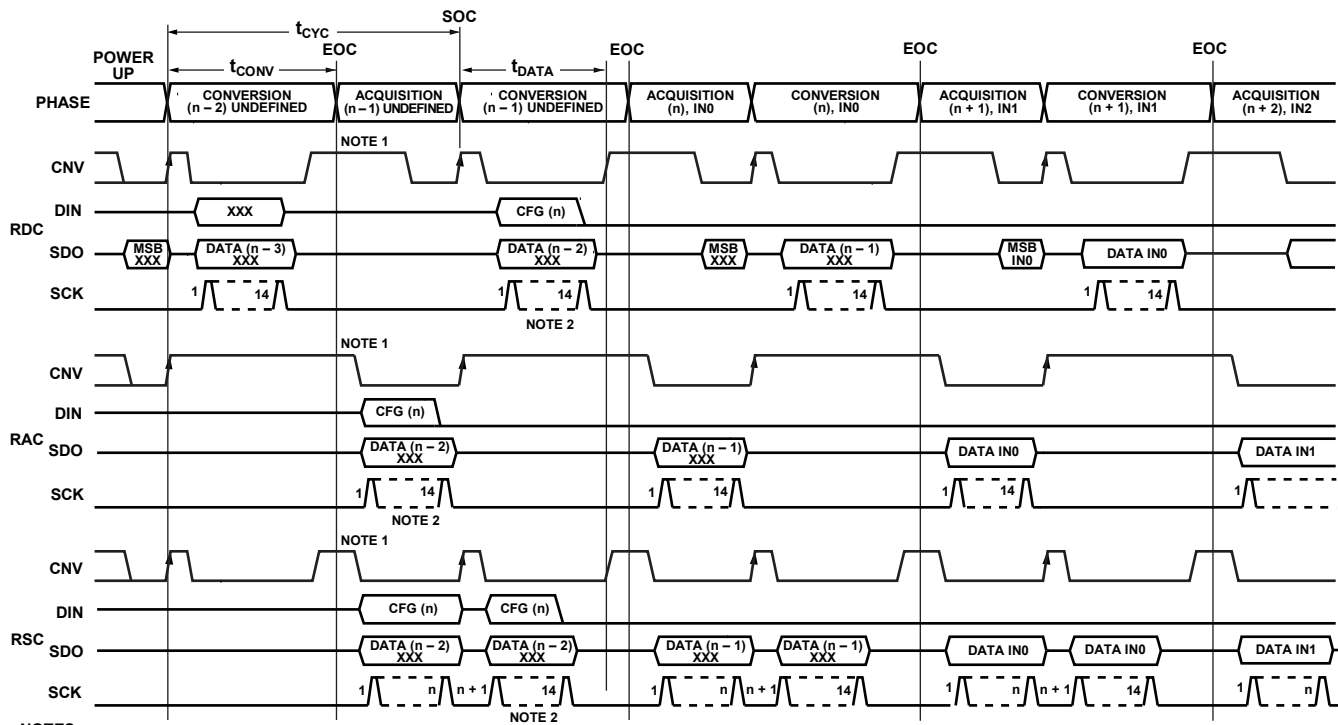 SOC
tCYC
POWER UP
EOC
EOC
EOC
EOC
tCONV
tDATA
PHASE
CONVERSION (n – 2) UNDEFINED
ACQUISITION (n – 1) UNDEFINED
CONVERSION (n – 1) UNDEFINED
ACQUISITION (n), IN0
CONVERSION (n), IN0
ACQUISITION (n + 1), IN1
CONVERSION (n + 1), IN1
ACQUISITION (n + 2), IN2
NOTE 1
CNV
RDC
DIN
XXX
CFG (n)
SDO
MSB XXX
DATA (n – 3) XXX
DATA (n – 2) XXX
MSB XXX
DATA (n – 1) XXX
MSB IN0
DATA IN0
SCK
1 14
1 14
1 14
1 14
NOTE 2
NOTE 1
CNV
RAC
DIN
CFG (n)
SDO
DATA (n – 2) XXX
DATA (n – 1) XXX
DATA IN0
DATA IN1
SCK
1 14
1 14
1 14
1
NOTE 2
NOTE 1
CNV
DIN
CFG (n)
CFG (n)
RSC
SDO
DATA (n – 2) XXX
DATA (n – 2) XXX
DATA (n – 1) XXX
DATA (n – 1) XXX
DATA IN0
DATA IN0
DATA IN1
SCK
1 n n + 1 14
1 n n + 1 14
1 n n + 1 14
1 n
NOTE 2